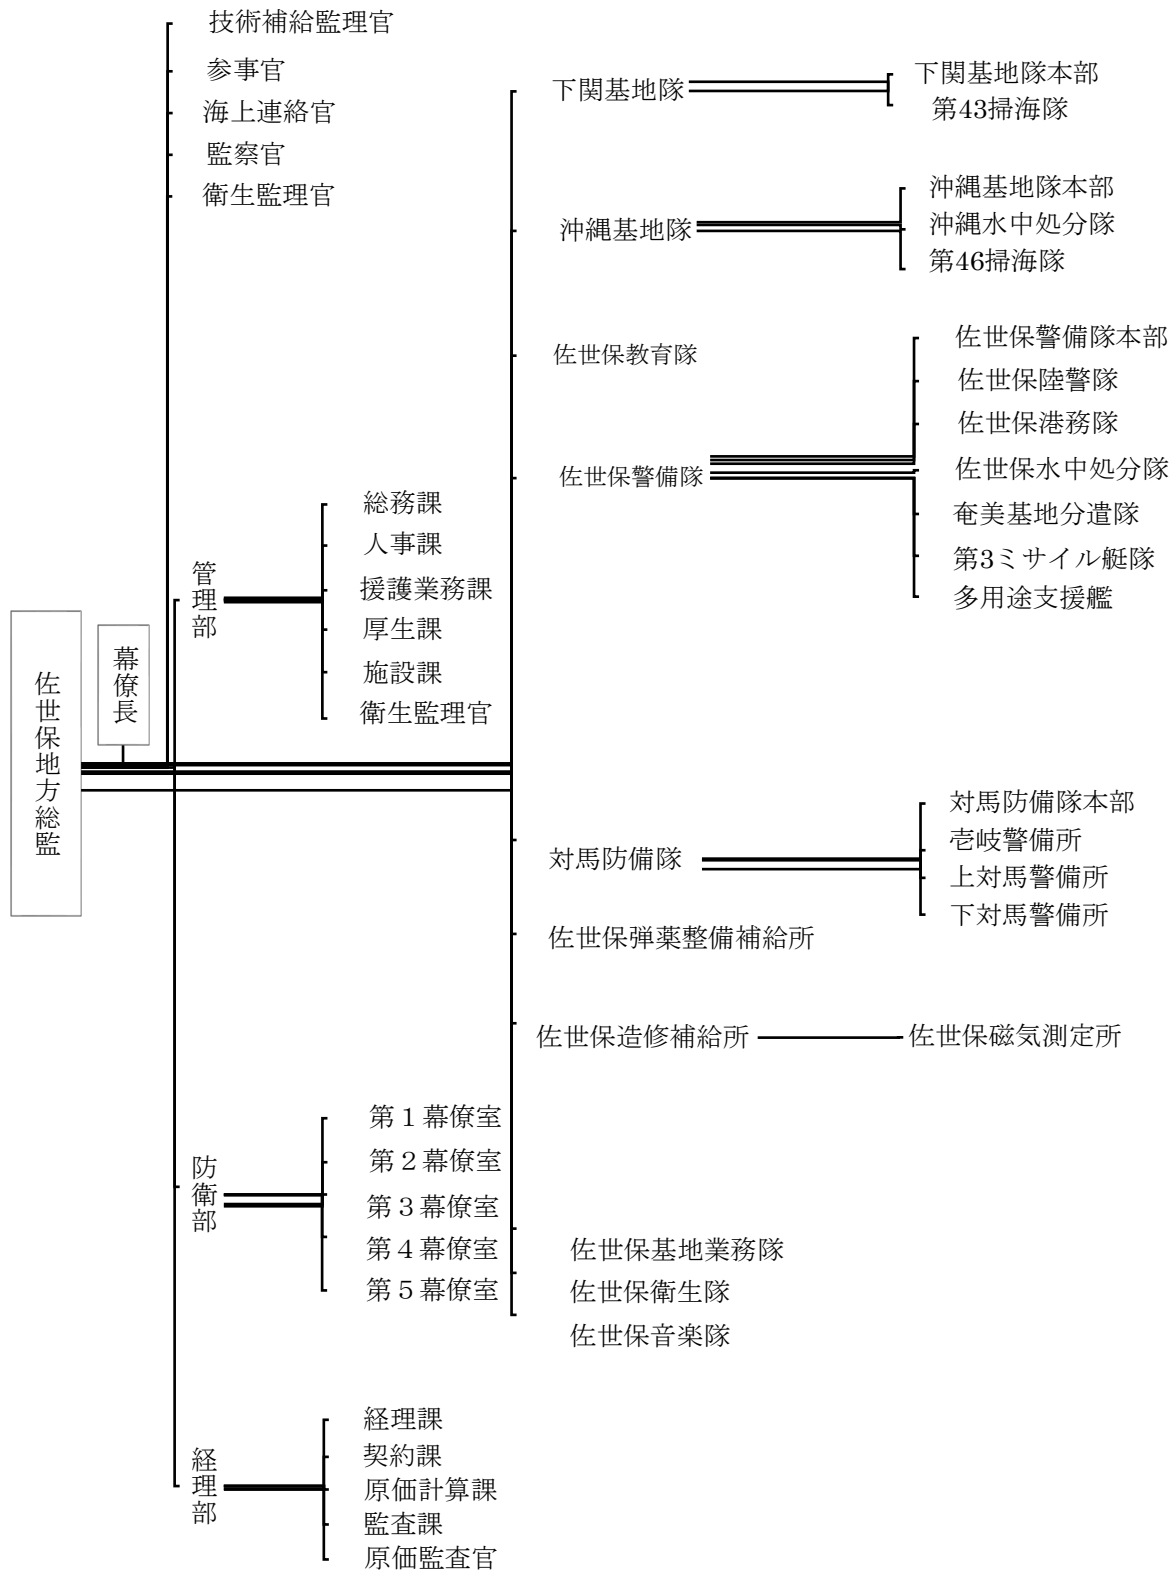 佐世保地方総監
幕僚長
技術補給監理官
参事官
海上連絡官
監察官
衛生監理官
管理部
総務課
人事課
援護業務課
厚生課
施設課
衛生監理官
防衛部
第１幕僚室
第２幕僚室
第３幕僚室
第４幕僚室
第５幕僚室
経理部
経理課
契約課
原価計算課
監査課
原価監査官
下関基地隊
下関基地隊本部
第43掃海隊
沖縄基地隊
沖縄基地隊本部
沖縄水中処分隊
第46掃海隊
佐世保教育隊
佐世保警備隊
佐世保警備隊本部
佐世保陸警隊
佐世保港務隊
佐世保水中処分隊
奄美基地分遣隊
第3ミサイル艇隊
多用途支援艦
対馬防備隊
対馬防備隊本部
壱岐警備所
上対馬警備所
下対馬警備所
佐世保弾薬整備補給所
佐世保造修補給所
佐世保磁気測定所
佐世保基地業務隊
佐世保衛生隊
佐世保音楽隊